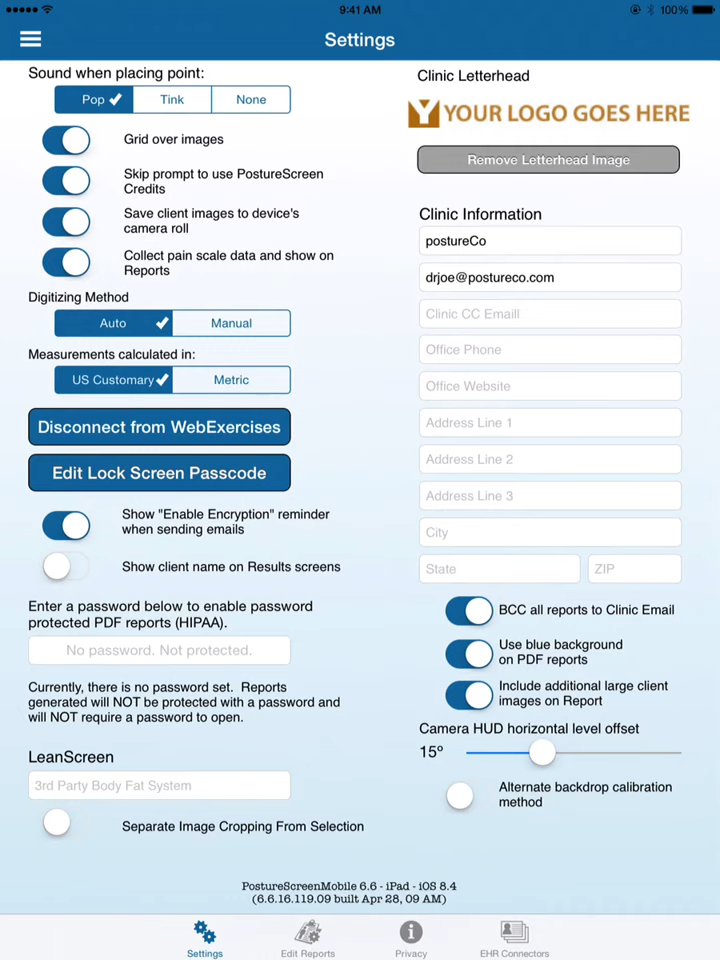 9:41 AM
100%
Settings
Sound when placing point:
Pop
Tink
None
Grid over images
Skip prompt to use PostureScreen
Credits
Save client images to device's
camera roll
Collect pain scale data and show on
Reports
Digitizing Method
Auto
Manual
Measurements calculated in:
US Customary
Metric
Disconnect from WebExercises
Edit Lock Screen Passcode
Show "Enable Encryption" reminder
when sending emails
Show client name on Results screens
Enter a password below to enable password
protected PDF reports (HIPAA).
No password. Not protected.
Currently, there is no password set. Reports
generated will NOT be protected with a password and
will NOT require a password to open.
LeanScreen
3rd Party Body Fat System
Separate Image Cropping From Selection
Clinic Letterhead
Y YOUR LOGO GOES HERE
Remove Letterhead Image
Clinic Information
postureCo
drjoe@postureco.com
Clinic CC Emaill
Office Phone
Office Website
Address Line 1
Address Line 2
Address Line 3
City
State
ZIP
BCC all reports to Clinic Email
Use blue background
on PDF reports
Include additional large client
images on Report
Camera HUD horizontal level offset
15º
Alternate backdrop calibration
method
PostureScreenMobile 6.6 - iPad - iOS 8.4
(6.6.16.119.09 built Apr 28, 09 AM)
Settings
Edit Reports
Privacy
EHR Connectors